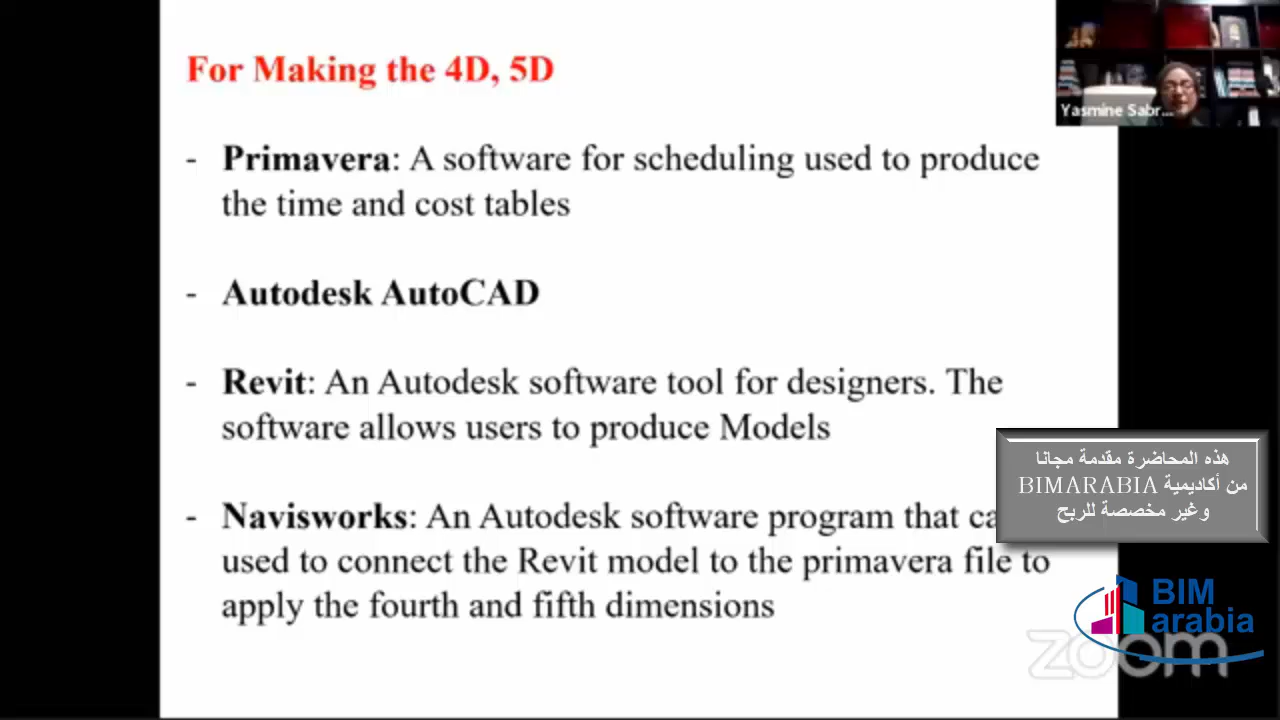 For Making the 4D, 5D
Yasmine Sabr...
- Primavera: A software for scheduling used to produce
the time and cost tables
- Autodesk AutoCAD
- Revit: An Autodesk software tool for designers. The
software allows users to produce Models
هذه المحاضرة مقدمة مجانا
من أكاديمية BIMARABIA
وغير مخصصة للربح
- Navisworks: An Autodesk software program that ca
used to connect the Revit model to the primavera file to
apply the fourth and fifth dimensions
BIM
arabia
zoom